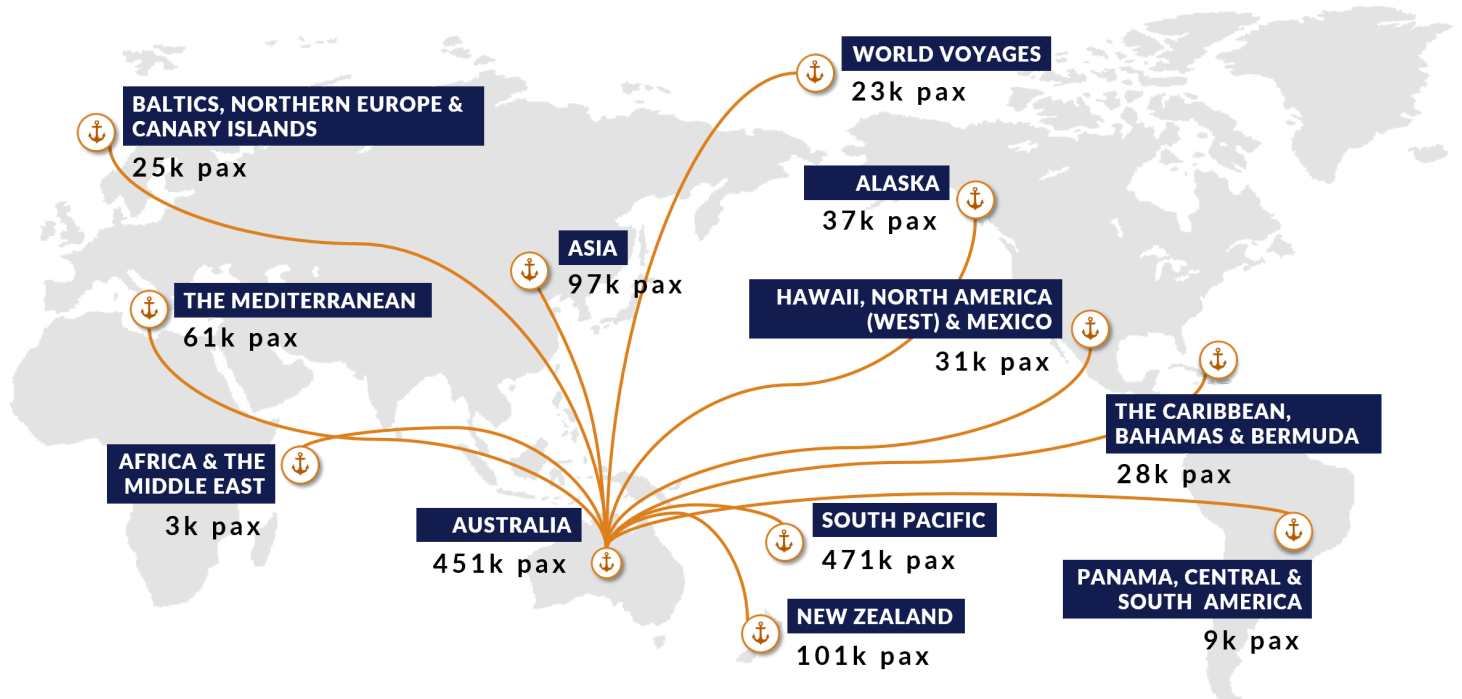 WORLD VOYAGES
23k pax
BALTICS, NORTHERN EUROPE &
CANARY ISLANDS
25k pax
ALASKA
37k pax
ASIA
97k pax
THE MEDITERRANEAN
61k pax
HAWAII, NORTH AMERICA
(WEST) & MEXICO
31k pax
THE CARIBBEAN,
BAHAMAS & BERMUDA
28k pax
AFRICA & THE
MIDDLE EAST
3k pax
AUSTRALIA
451k pax
SOUTH PACIFIC
471k pax
PANAMA, CENTRAL &
SOUTH AMERICA
9k pax
NEW ZEALAND
101k pax